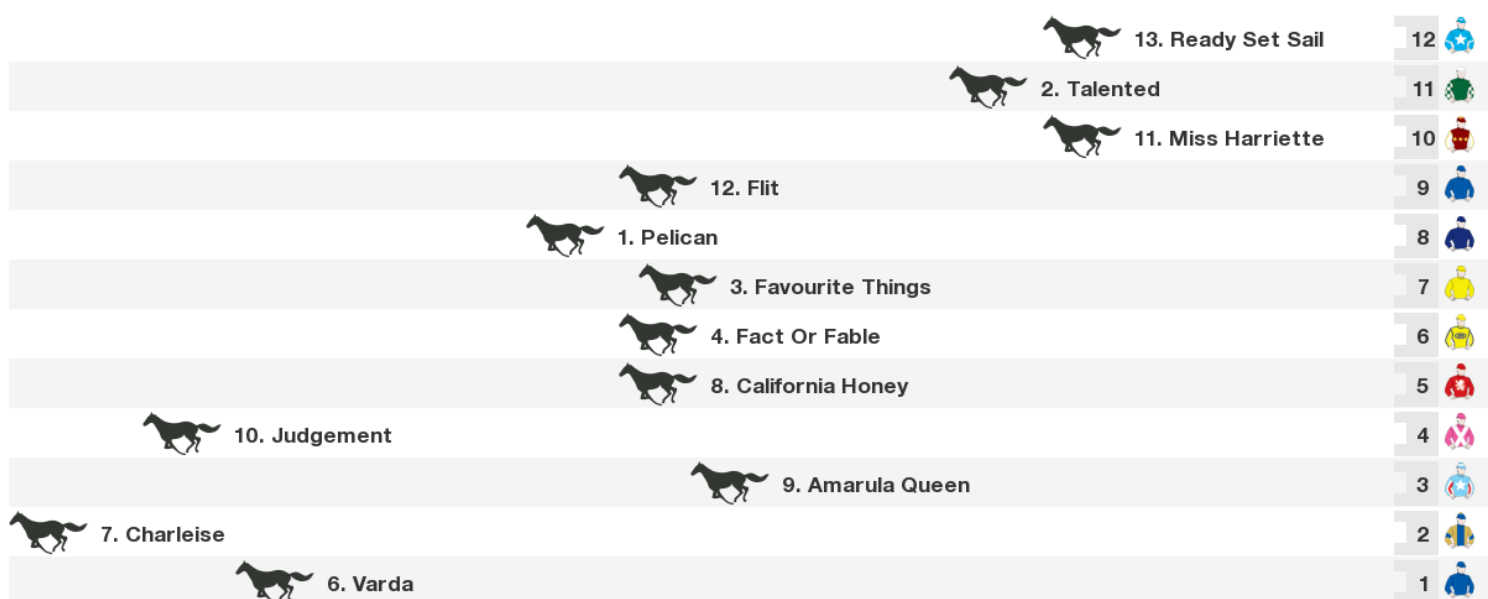 13. Ready Set Sail 12
2. Talented 11
11. Miss Harriette 10
12. Flit 9
1. Pelican 8
3. Favourite Things 7
4. Fact Or Fable 6
8. California Honey 5
10. Judgement 4
9. Amarula Queen 3
7. Charleise 2
6. Varda 1